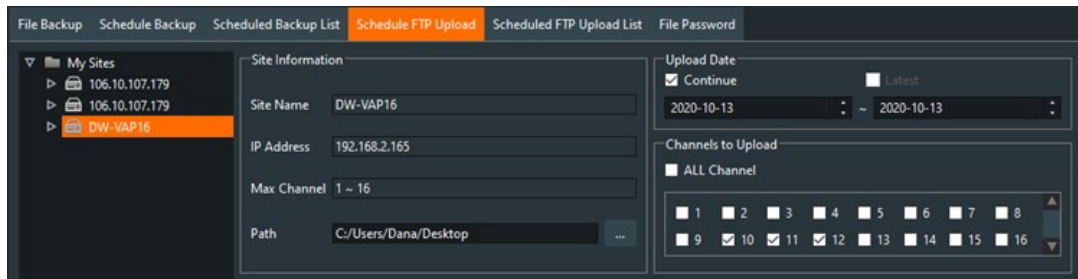 File Backup Schedule Backup Scheduled Backup List Schedule FTP Upload Scheduled FTP Upload List File Password
My Sites
106.10.107.179
106.10.107.179
DW-VAP16
Site Information
Site Name DW-VAP16
IP Address 192.168.2.165
Max Channel 1 ~ 16
Path C:/Users/Dana/Desktop ...
Upload Date
Continue Latest
2020-10-13 ~ 2020-10-13
Channels to Upload
ALL Channel
1 2 3 4 5 6 7 8
9 10 11 12 13 14 15 16